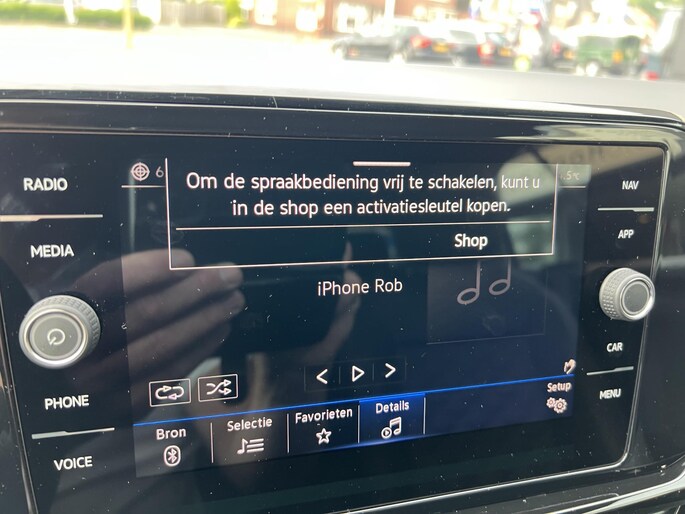 RADIO
MEDIA
PHONE
VOICE
6
Om de spraakbediening vrij te schakelen, kunt u
in de shop een activatiesleutel kopen.
Shop
iPhone Rob
Bron
Selectie
Favorieten
Details
Setup
NAV
APP
CAR
MENU